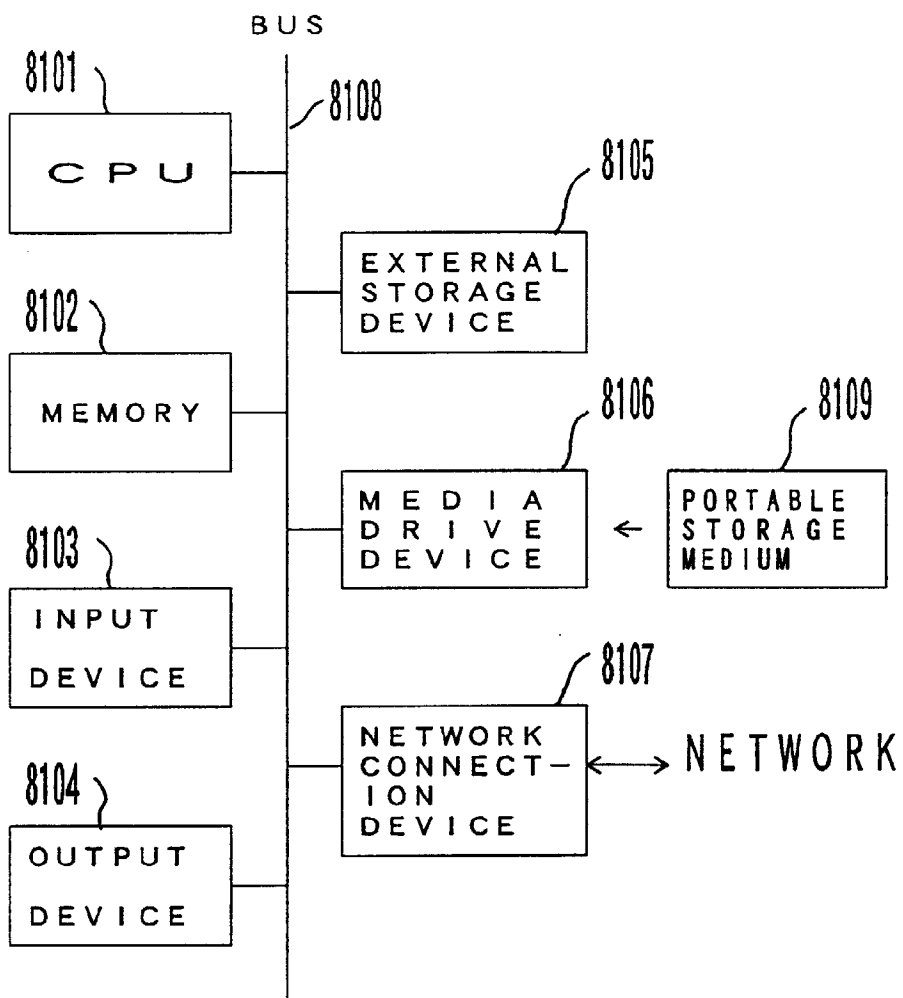 BUS
8101
8108
CPU
8105
EXTERNAL
STORAGE
DEVICE
8102
MEMORY
8106
8109
MEDIA
DRIVE
DEVICE
PORTABLE
STORAGE
MEDIUM
8103
INPUT
DEVICE
8107
NETWORK
CONNECT-
ION
DEVICE
NETWORK
8104
OUTPUT
DEVICE